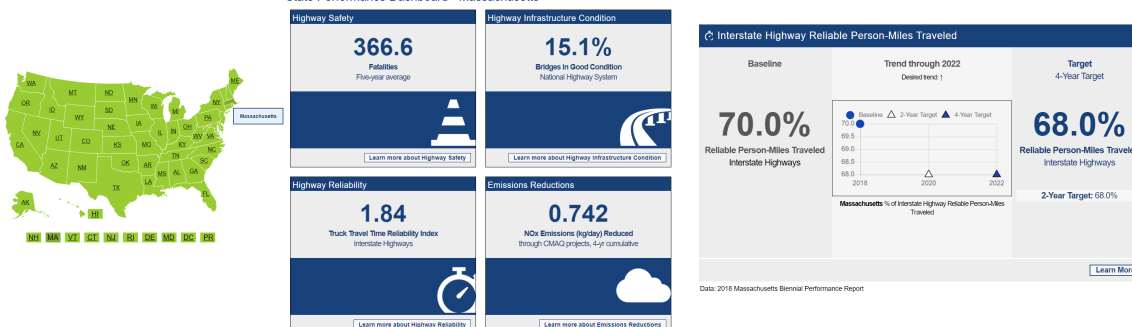 State Performance Dashboard - Massachusetts
WA
OR
CA
NV
ID
MT
WY
UT
AZ
CO
NM
ND
SD
NE
KS
OK
TX
MN
IA
MO
AR
LA
WI
IL
MI
IN
OH
KY
TN
MS
AL
GA
FL
SC
NC
VA
WV
PA
NY
ME
AK
HI
Massachusetts
NH MA VT CT NJ RI DE MD DC PR
Highway Safety
366.6
Fatalities
Five-year average
Learn more about Highway Safety
Highway Infrastructure Condition
15.1%
Bridges in Good Condition
National Highway System
Learn more about Highway Infrastructure Condition
Highway Reliability
1.84
Truck Travel Time Reliability Index
Interstate Highways
Learn more about Highway Reliability
Emissions Reductions
0.742
NOx Emissions (kg/day) Reduced
through CMAQ projects, 4-yr cumulative
Learn more about Emissions Reductions
Interstate Highway Reliable Person-Miles Traveled
Baseline
70.0%
Reliable Person-Miles Traveled
Interstate Highways
Trend through 2022
Desired trend: ↑
Baseline 2-Year Target 4-Year Target
70.0
69.5
69.0
68.5
68.0
2018 2020 2022
Massachusetts % of Interstate Highway Reliable Person-Miles
Traveled
Target
4-Year Target
68.0%
Reliable Person-Miles Travele
Interstate Highways
2-Year Target: 68.0%
Learn More
Data: 2018 Massachusetts Biennial Performance Report